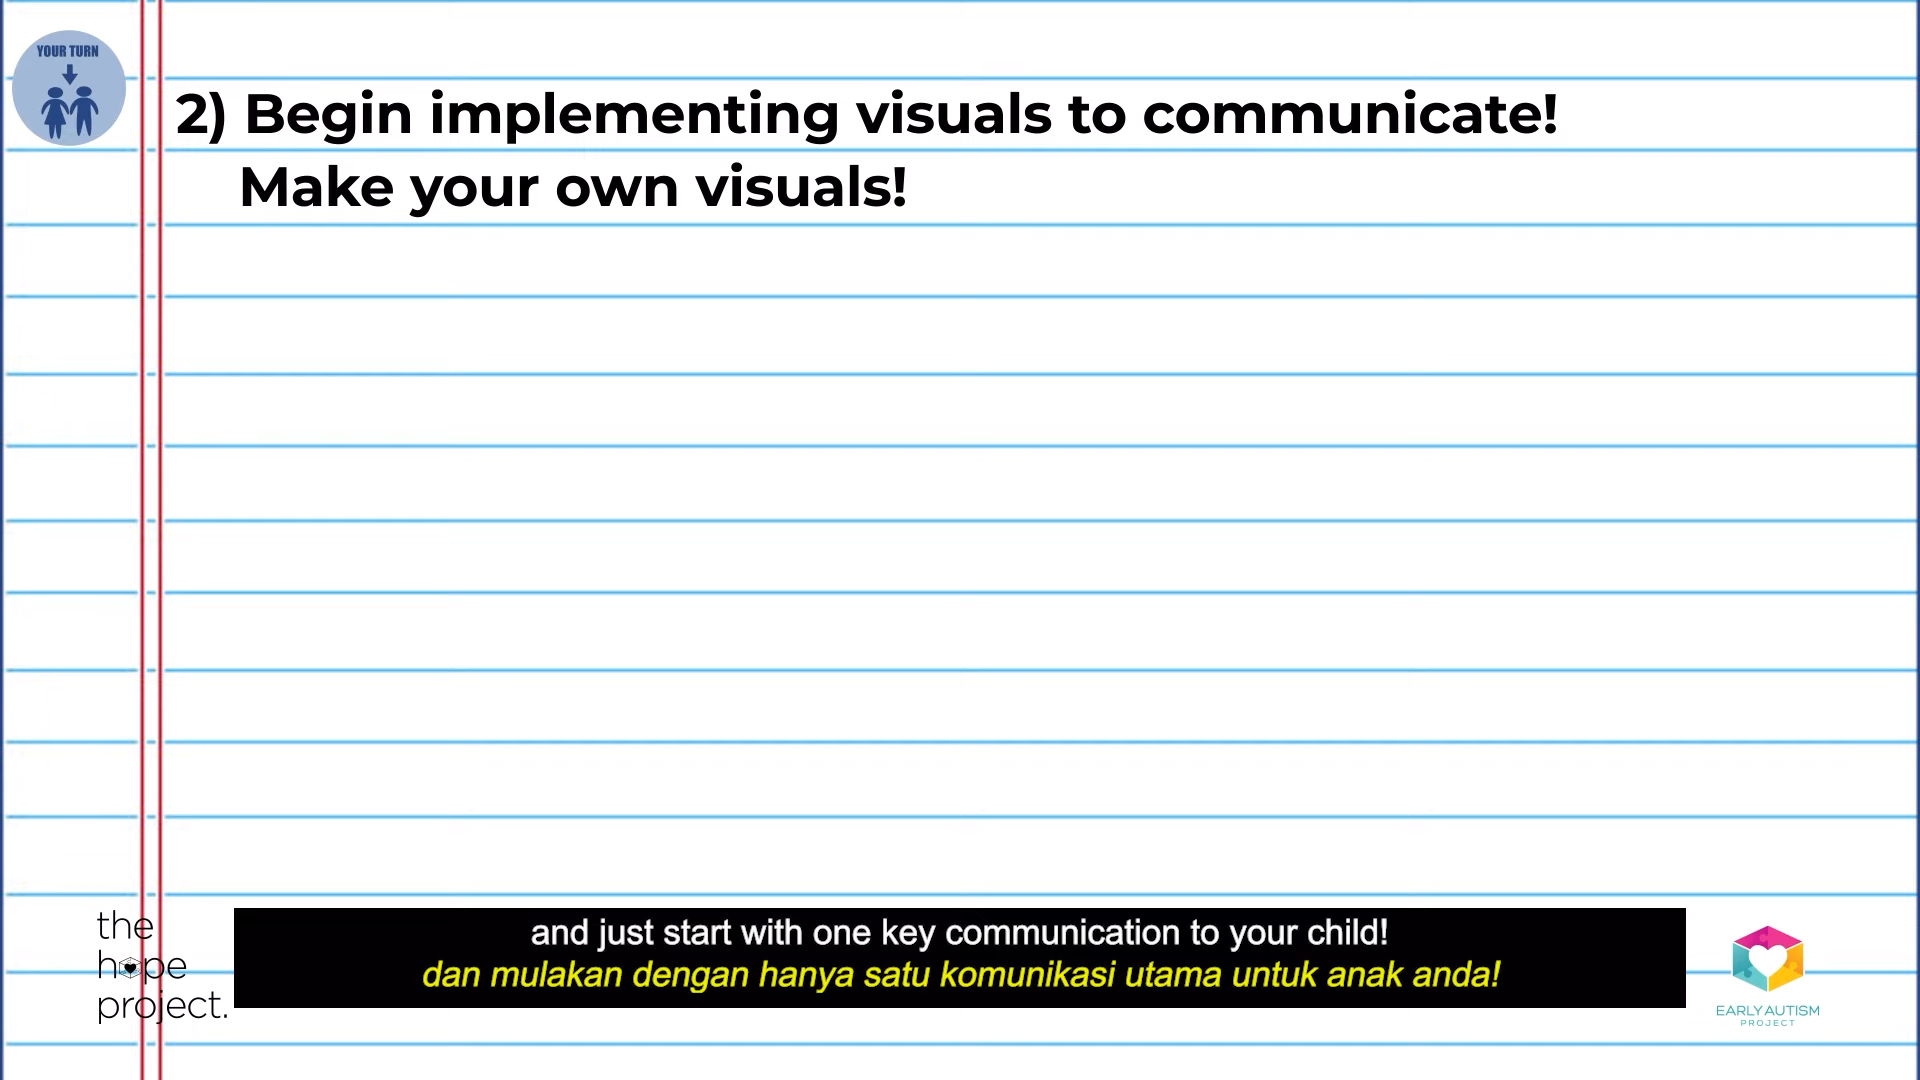 YOUR TURN
2) Begin implementing visuals to communicate!
Make your own visuals!
the
hope
project.
and just start with one key communication to your child!
dan mulakan dengan hanya satu komunikasi utama untuk anak anda!
EARLY AUTISM
PROJECT